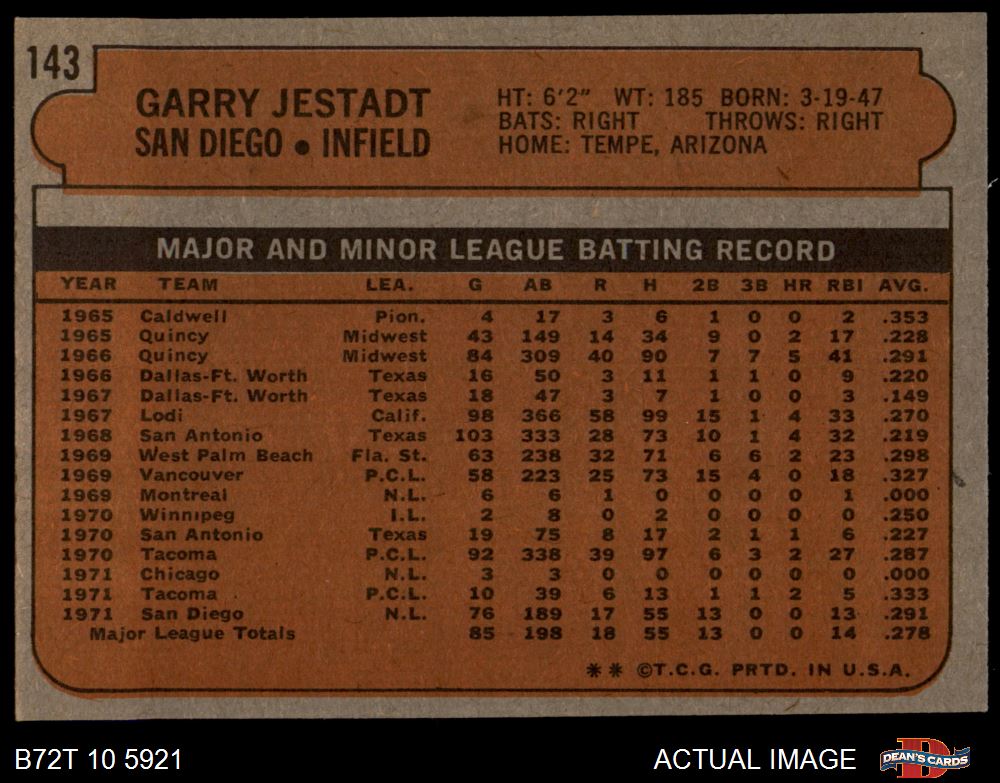 143
GARRY JESTADT
SAN DIEGO • INFIELD
HT: 6'2" WT: 185 BORN: 3-19-47
BATS: RIGHT THROWS: RIGHT
HOME: TEMPE, ARIZONA
MAJOR AND MINOR LEAGUE BATTING RECORD
YEAR TEAM LEA. G AB R H 2B 3B HR RBI AVG.
1965 Caldwell Pion. 4 17 3 6 1 0 0 2 .353
1965 Quincy Midwest 43 149 14 34 9 0 2 17 .228
1966 Quincy Midwest 84 309 40 90 7 7 5 41 .291
1966 Dallas-Ft. Worth Texas 16 50 3 11 1 1 0 9 .220
1967 Dallas-Ft. Worth Texas 18 47 3 7 1 0 0 3 .149
1967 Lodi Calif. 98 366 58 99 15 1 4 33 .270
1968 San Antonio Texas 103 333 28 73 10 1 4 32 .219
1969 West Palm Beach Fla. St. 63 238 32 71 6 6 2 23 .298
1969 Vancouver P.C.L. 58 223 25 73 15 4 0 18 .327
1969 Montreal N.L. 6 6 1 0 0 0 0 1 .000
1970 Winnipeg I.L. 2 8 0 2 0 0 0 0 .250
1970 San Antonio Texas 19 75 8 17 2 1 1 6 .227
1970 Tacoma P.C.L. 92 338 39 97 6 3 2 27 .287
1971 Chicago N.L. 3 3 0 0 0 0 0 0 .000
1971 Tacoma P.C.L. 10 39 6 13 1 1 2 5 .333
1971 San Diego N.L. 76 189 17 55 13 0 0 13 .291
Major League Totals 85 198 18 55 13 0 0 14 .278
** ©T.C.G. PRTD. IN U.S.A.
B72T 10 5921
ACTUAL IMAGE
DEAN'S CARDS